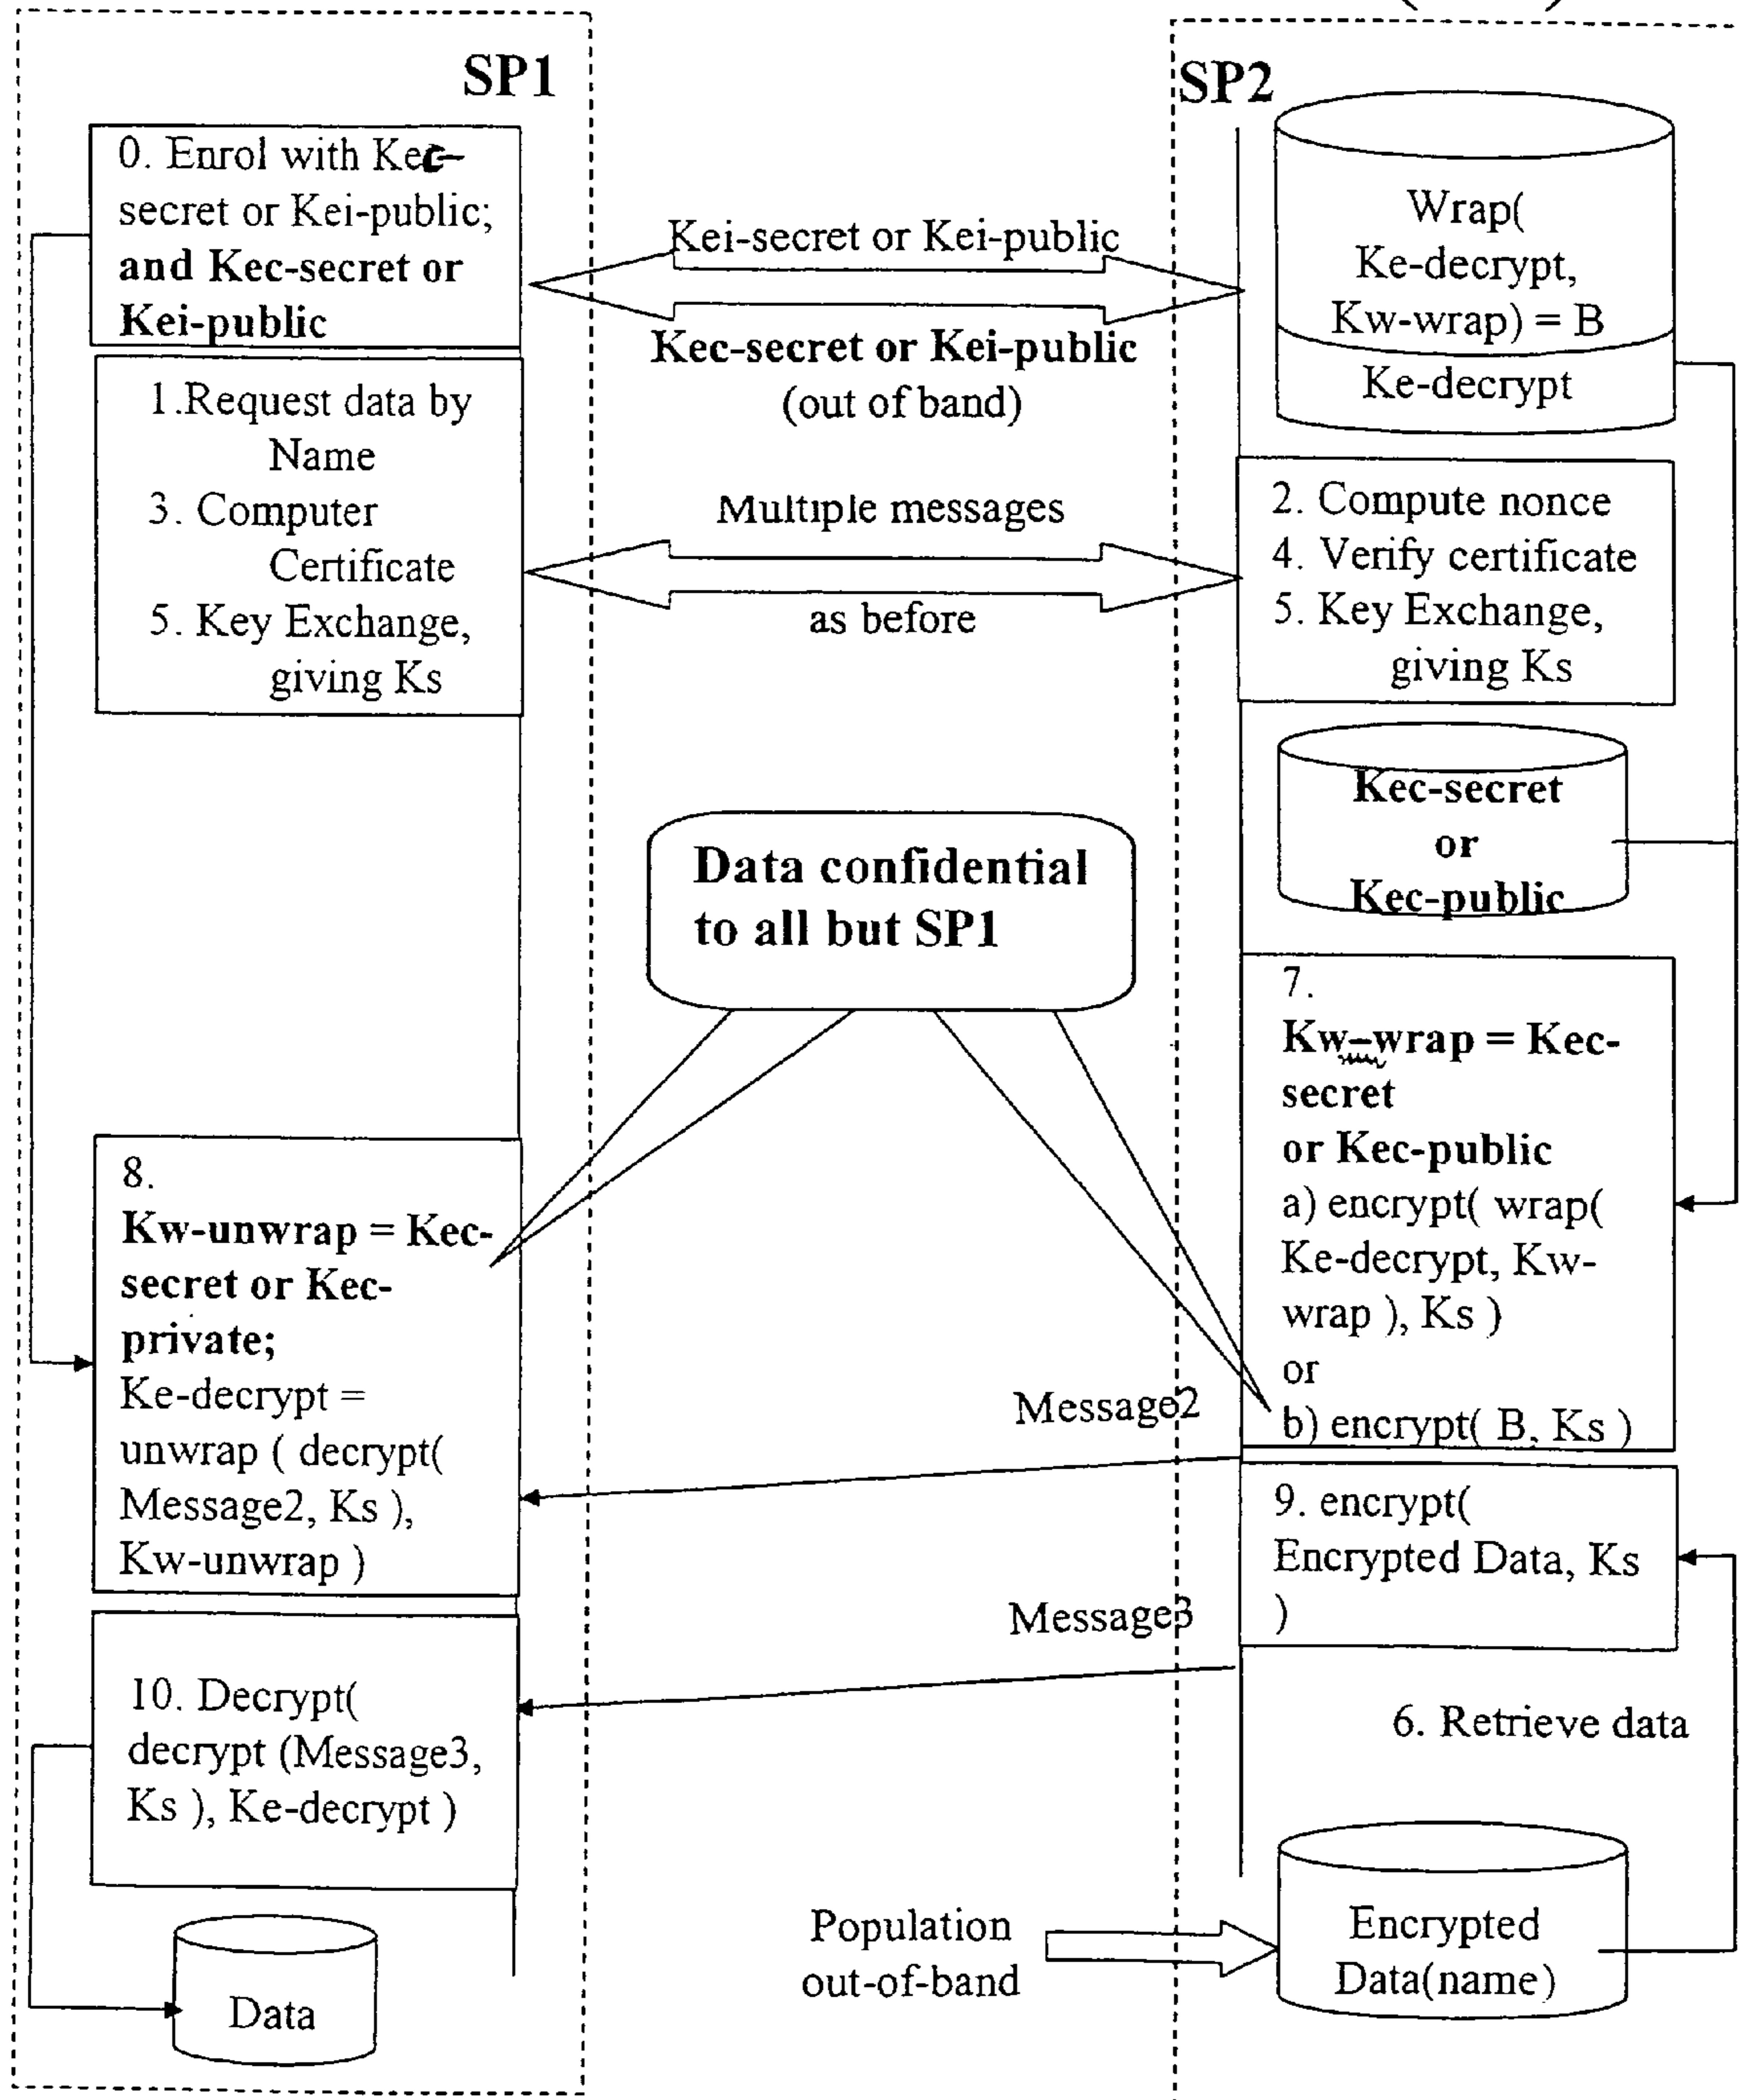 SP1
0. Enrol with Kec-
secret or Kei-public;
and Kec-secret or
Kei-public
1.Request data by
Name
3. Computer
Certificate
5. Key Exchange,
giving Ks
8.
Kw-unwrap = Kec-
secret or Kec-
private;
Ke-decrypt =
unwrap ( decrypt(
Message2, Ks ),
Kw-unwrap )
10. Decrypt(
decrypt (Message3,
Ks ), Ke-decrypt )
Data
Kei-secret or Kei-public
Kec-secret or Kei-public
(out of band)
Multiple messages
as before
Data confidential
to all but SP1
Message2
Message3
Population
out-of-band
SP2
Wrap(
Ke-decrypt,
Kw-wrap) = B
Ke-decrypt
2. Compute nonce
4. Verify certificate
5. Key Exchange,
giving Ks
Kec-secret
or
Kec-public
7.
Kw-wrap = Kec-
secret
or Kec-public
a) encrypt( wrap(
Ke-decrypt, Kw-
wrap ), Ks )
or
b) encrypt( B, Ks )
9. encrypt(
Encrypted Data, Ks
)
6. Retrieve data
Encrypted
Data(name)